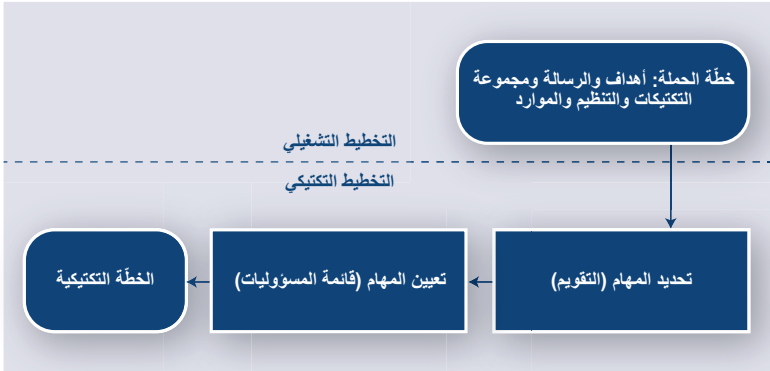 خطّة الحملة: أهداف والرسالة ومجموعة
التكتيكات والتنظيم والموارد
التخطيط التشغيلي
التخطيط التكتيكي
تحديد المهام (التقويم)
تعيين المهام (قائمة المسؤوليات)
الخطّة التكتيكية